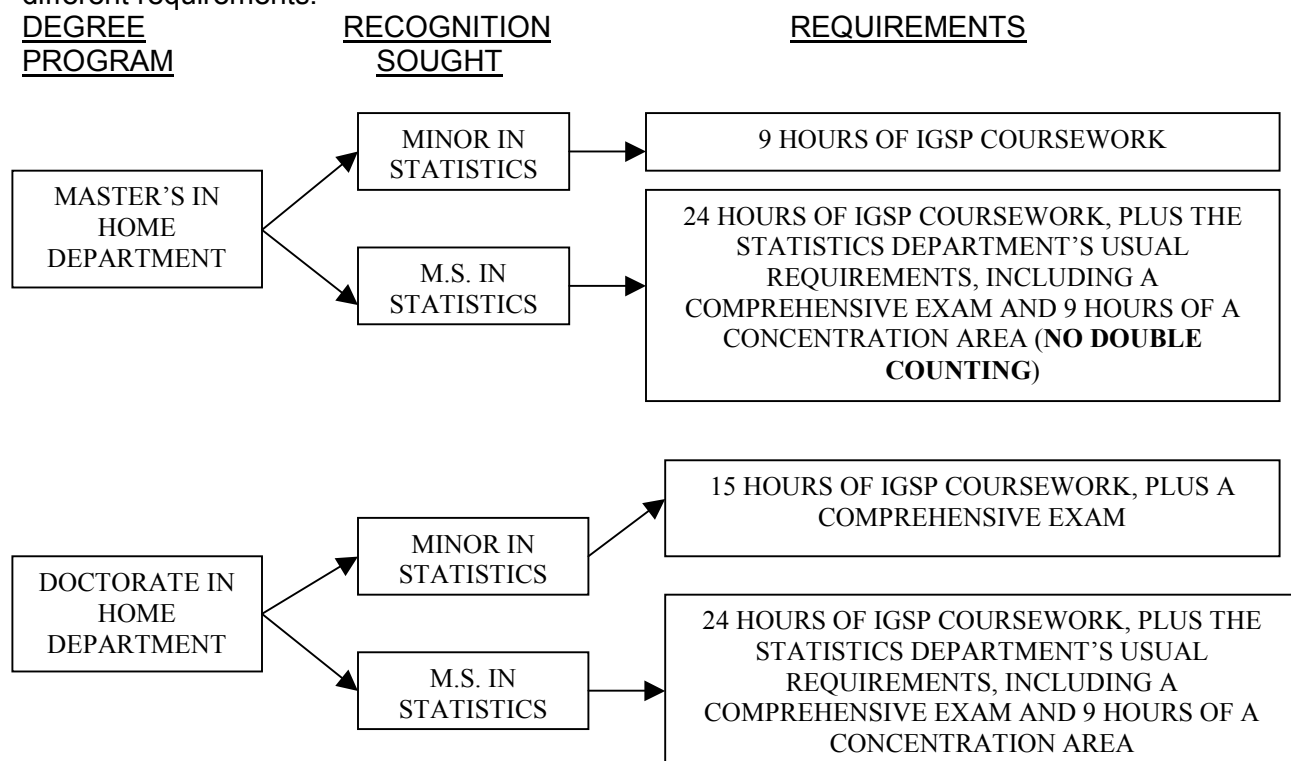 different requirements.
DEGREE RECOGNITION REQUIREMENTS
PROGRAM SOUGHT
MINOR IN
STATISTICS
9 HOURS OF IGSP COURSEWORK
MASTER’S IN
HOME
DEPARTMENT
M.S. IN
STATISTICS
24 HOURS OF IGSP COURSEWORK, PLUS THE
STATISTICS DEPARTMENT’S USUAL
REQUIREMENTS, INCLUDING A
COMPREHENSIVE EXAM AND 9 HOURS OF A
CONCENTRATION AREA (NO DOUBLE
COUNTING)
MINOR IN
STATISTICS
15 HOURS OF IGSP COURSEWORK, PLUS A
COMPREHENSIVE EXAM
DOCTORATE IN
HOME
DEPARTMENT
M.S. IN
STATISTICS
24 HOURS OF IGSP COURSEWORK, PLUS THE
STATISTICS DEPARTMENT’S USUAL
REQUIREMENTS, INCLUDING A
COMPREHENSIVE EXAM AND 9 HOURS OF A
CONCENTRATION AREA